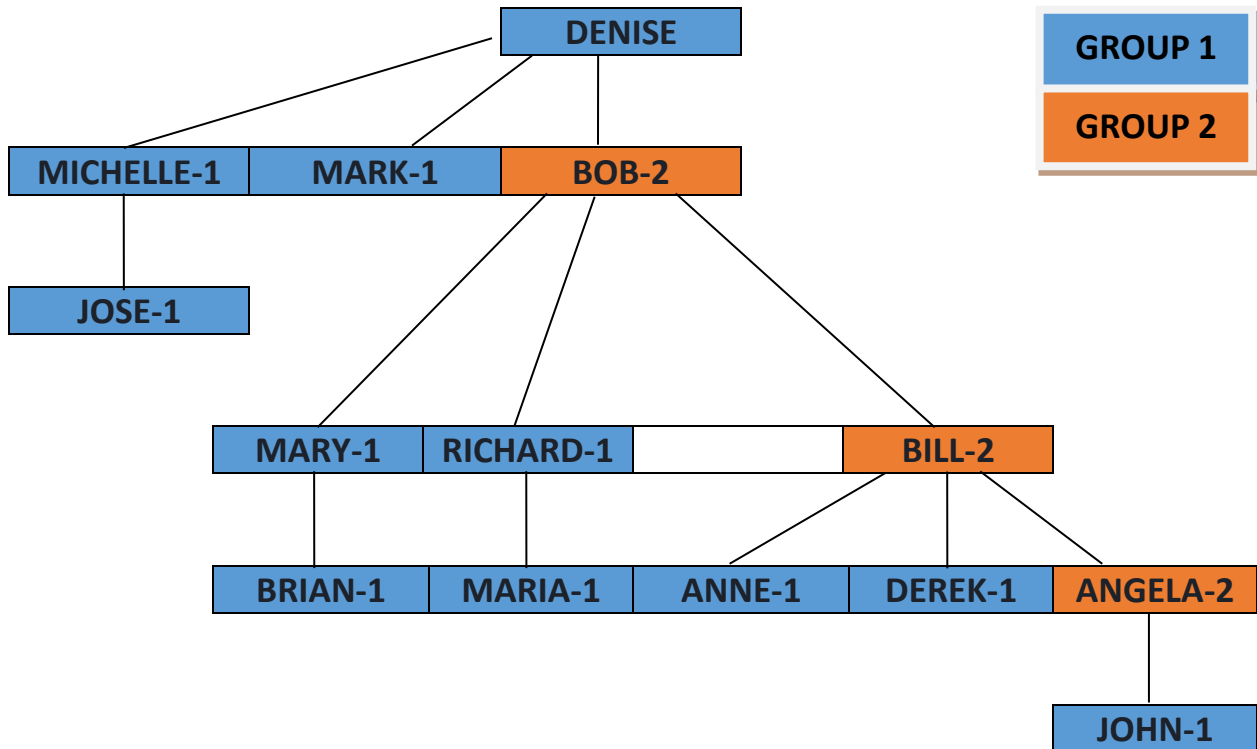 DENISE
GROUP 1
GROUP 2
MICHELLE-1 MARK-1 BOB-2
JOSE-1
MARY-1 RICHARD-1 BILL-2
BRIAN-1 MARIA-1 ANNE-1 DEREK-1 ANGELA-2
JOHN-1